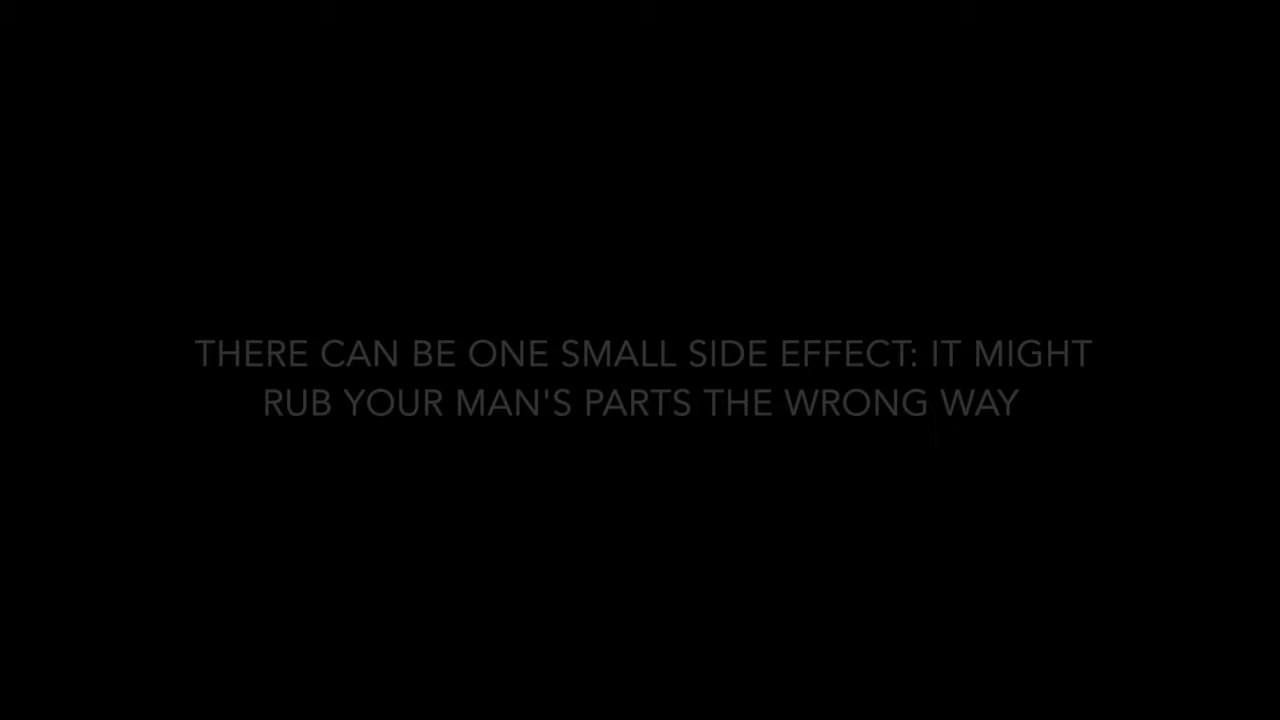 THERE CAN BE ONE SMALL SIDE EFFECT: IT MIGHT
RUB YOUR MAN'S PARTS THE WRONG WAY